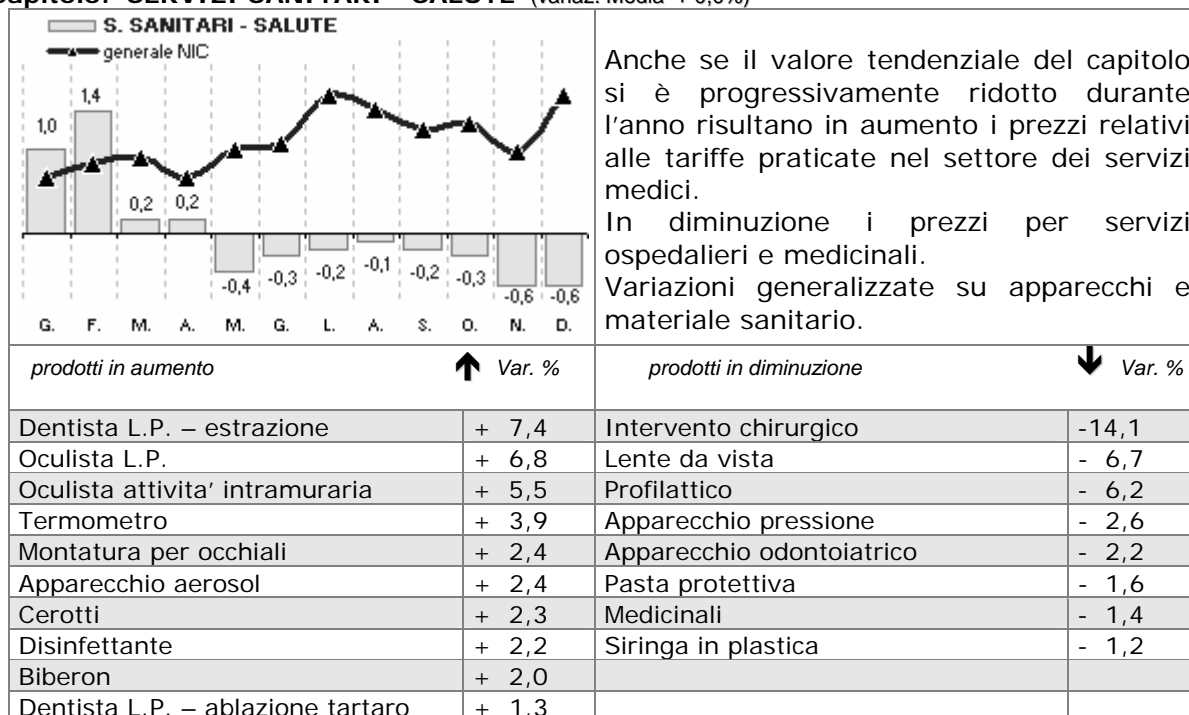 SERVIZI SANITARI - SALUTE (variaz. Media + 0,0%)
S. SANITARI - SALUTE
generale NIC
1,0
1,4
0,2
0,2
-0,4
-0,3
-0,2
-0,1
-0,2
-0,3
-0,6
-0,6
G. F. M. A. M. G. L. A. S. O. N. D.
Anche se il valore tendenziale del capitolo
si è progressivamente ridotto durante
l'anno risultano in aumento i prezzi relativi
alle tariffe praticate nel settore dei servizi
medici.
In diminuzione i prezzi per servizi
ospedalieri e medicinali.
Variazioni generalizzate su apparecchi e
materiale sanitario.
prodotti in aumento Var. % prodotti in diminuzione Var. %
Dentista L.P. – estrazione + 7,4 Intervento chirurgico -14,1
Oculista L.P. + 6,8 Lente da vista - 6,7
Oculista attivita' intramuraria + 5,5 Profilattico - 6,2
Termometro + 3,9 Apparecchio pressione - 2,6
Montatura per occhiali + 2,4 Apparecchio odontoiatrico - 2,2
Apparecchio aerosol + 2,4 Pasta protettiva - 1,6
Cerotti + 2,3 Medicinali - 1,4
Disinfettante + 2,2 Siringa in plastica - 1,2
Biberon + 2,0
Dentista L.P. – ablazione tartaro + 1,3